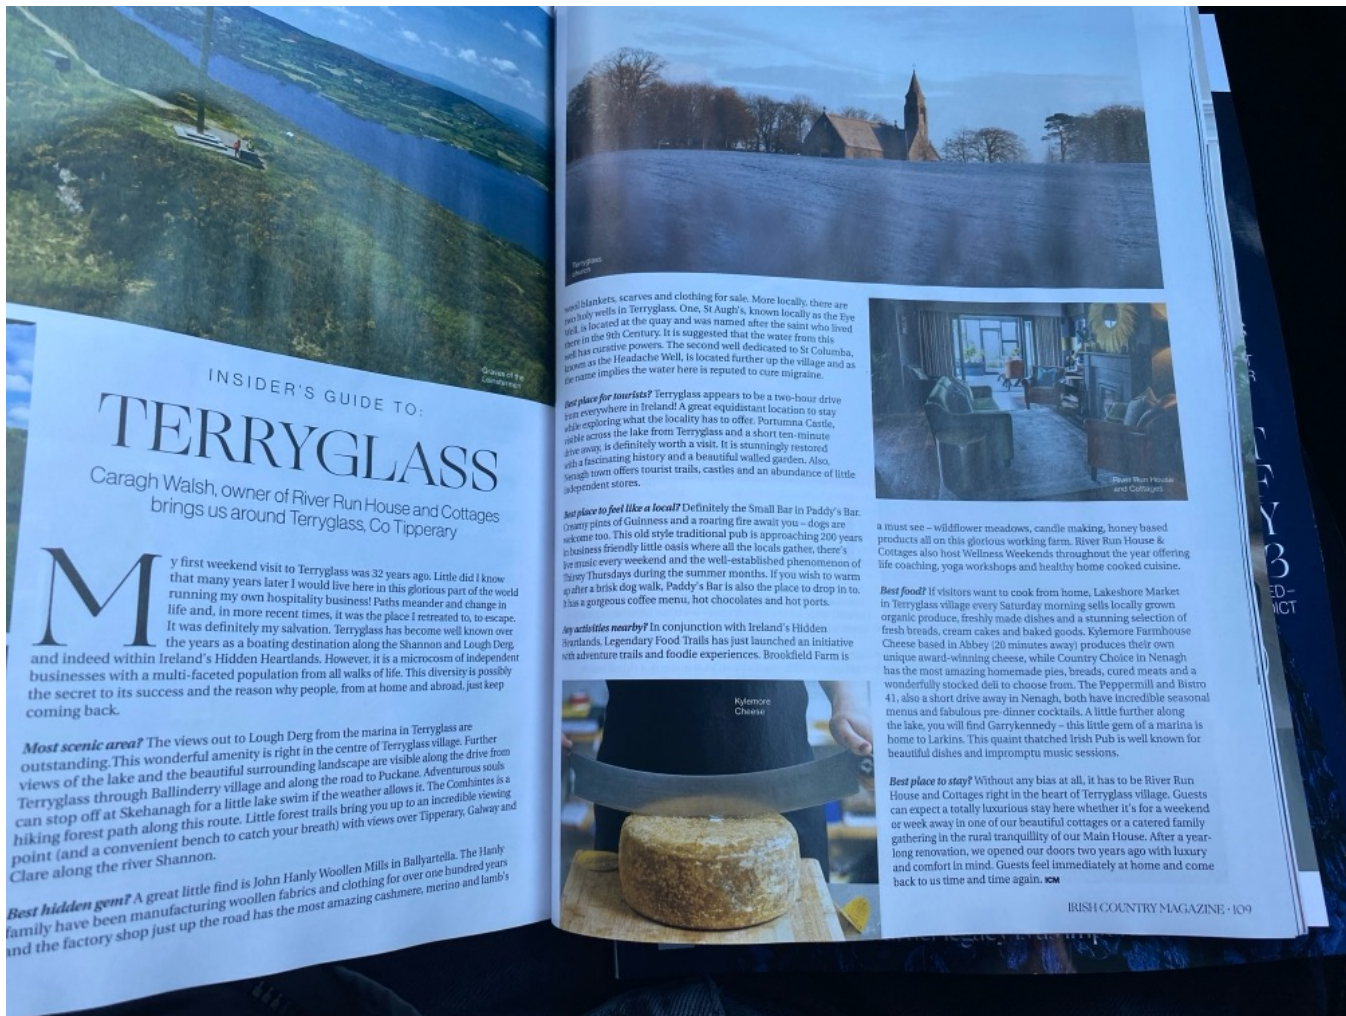 Graves of the
Leinstermen
INSIDER'S GUIDE TO:
TERRYGLASS
Caragh Walsh, owner of River Run House and Cottages
brings us around Terryglass, Co Tipperary
My first weekend visit to Terryglass was 32 years ago. Little did I know
that many years later I would live here in this glorious part of the world
running my own hospitality business! Paths meander and change in
life and, in more recent times, it was the place I retreated to, to escape.
It was definitely my salvation. Terryglass has become well known over
the years as a boating destination along the Shannon and Lough Derg,
and indeed within Ireland's Hidden Heartlands. However, it is a microcosm of independent
businesses with a multi-faceted population from all walks of life. This diversity is possibly
the secret to its success and the reason why people, from at home and abroad, just keep
coming back.
Most scenic area? The views out to Lough Derg from the marina in Terryglass are
outstanding. This wonderful amenity is right in the centre of Terryglass village. Further
views of the lake and the beautiful surrounding landscape are visible along the drive from
Terryglass through Ballinderry village and along the road to Puckane. Adventurous souls
can stop off at Skehanagh for a little lake swim if the weather allows it. The Comhintes is a
hiking forest path along this route. Little forest trails bring you up to an incredible viewing
point (and a convenient bench to catch your breath) with views over Tipperary, Galway and
Clare along the river Shannon.
Best hidden gem? A great little find is John Hanly Woollen Mills in Ballyartella. The Hanly
family have been manufacturing woollen fabrics and clothing for over one hundred years
and the factory shop just up the road has the most amazing cashmere, merino and lamb's
Terryglass
church
wool blankets, scarves and clothing for sale. More locally, there are
two holy wells in Terryglass. One, St Augh's, known locally as the Eye
Well, is located at the quay and was named after the saint who lived
there in the 9th Century. It is suggested that the water from this
well has curative powers. The second well dedicated to St Columba,
known as the Headache Well, is located further up the village and as
the name implies the water here is reputed to cure migraine.
Best place for tourists? Terryglass appears to be a two-hour drive
from everywhere in Ireland! A great equidistant location to stay
while exploring what the locality has to offer. Portumna Castle,
visible across the lake from Terryglass and a short ten-minute
drive away, is definitely worth a visit. It is stunningly restored
with a fascinating history and a beautiful walled garden. Also,
Nenagh town offers tourist trails, castles and an abundance of little
independent stores.
Best place to feel like a local? Definitely the Small Bar in Paddy's Bar.
Creamy pints of Guinness and a roaring fire await you – dogs are
welcome too. This old style traditional pub is approaching 200 years
in business friendly little oasis where all the locals gather, there's
live music every weekend and the well-established phenomenon of
Thirsty Thursdays during the summer months. If you wish to warm
up after a brisk dog walk, Paddy's Bar is also the place to drop in to.
It has a gorgeous coffee menu, hot chocolates and hot ports.
Any activities nearby? In conjunction with Ireland's Hidden
Heartlands, Legendary Food Trails has just launched an initiative
with adventure trails and foodie experiences. Brookfield Farm is
Kylemore
Cheese
River Run House
and Cottages
a must see – wildflower meadows, candle making, honey based
products all on this glorious working farm. River Run House &
Cottages also host Wellness Weekends throughout the year offering
life coaching, yoga workshops and healthy home cooked cuisine.
Best food? If visitors want to cook from home, Lakeshore Market
in Terryglass village every Saturday morning sells locally grown
organic produce, freshly made dishes and a stunning selection of
fresh breads, cream cakes and baked goods. Kylemore Farmhouse
Cheese based in Abbey (20 minutes away) produces their own
unique award-winning cheese, while Country Choice in Nenagh
has the most amazing homemade pies, breads, cured meats and a
wonderfully stocked deli to choose from. The Peppermill and Bistro
41, also a short drive away in Nenagh, both have incredible seasonal
menus and fabulous pre-dinner cocktails. A little further along
the lake, you will find Garrykennedy – this little gem of a marina is
home to Larkins. This quaint thatched Irish Pub is well known for
beautiful dishes and impromptu music sessions.
Best place to stay? Without any bias at all, it has to be River Run
House and Cottages right in the heart of Terryglass village. Guests
can expect a totally luxurious stay here whether it's for a weekend
or week away in one of our beautiful cottages or a catered family
gathering in the rural tranquillity of our Main House. After a year-
long renovation, we opened our doors two years ago with luxury
and comfort in mind. Guests feel immediately at home and come
back to us time and time again. ICM
IRISH COUNTRY MAGAZINE • 109